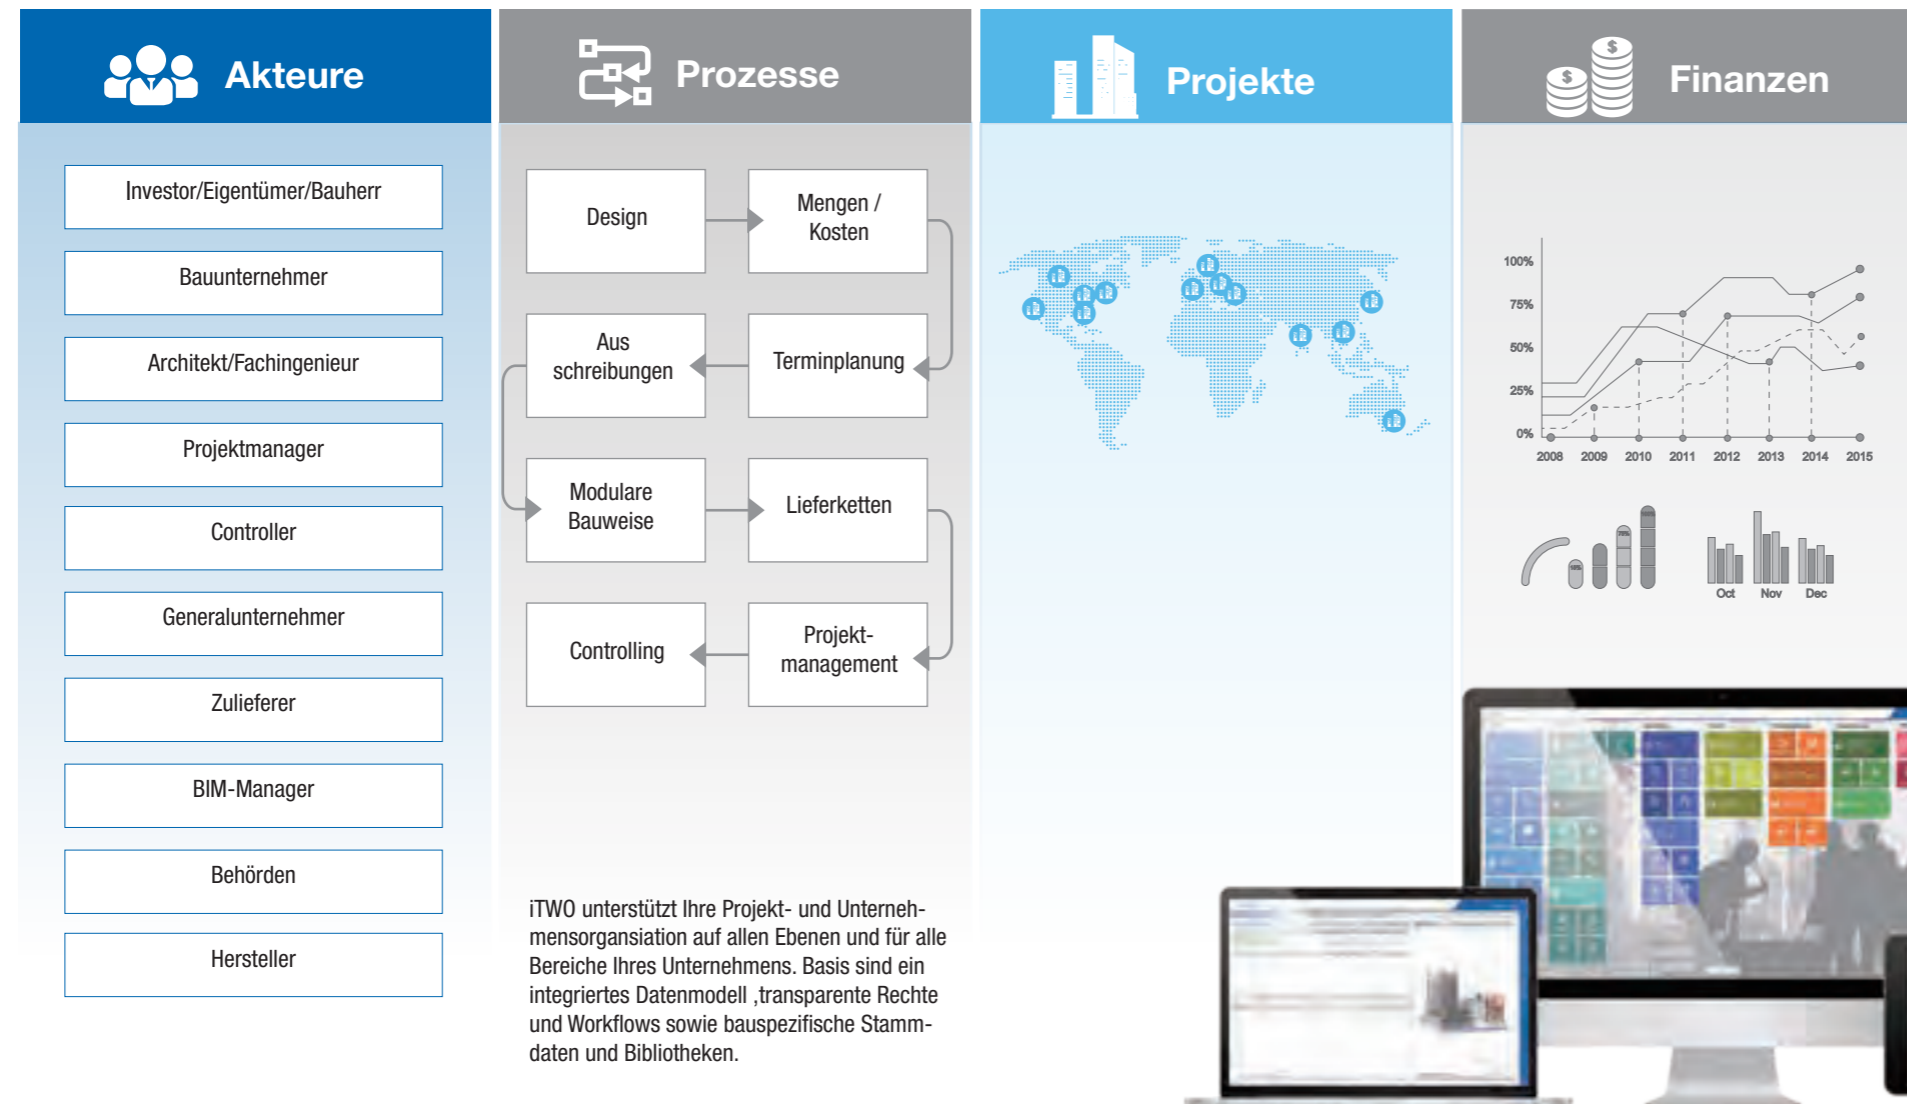 Akteure
Prozesse
Projekte
Finanzen
Investor/Eigentümer/Bauherr
Bauunternehmer
Architekt/Fachingenieur
Projektmanager
Controller
Generalunternehmer
Zulieferer
BIM-Manager
Behörden
Hersteller
Design
Mengen /
Kosten
Aus
schreibungen
Terminplanung
Modulare
Bauweise
Lieferketten
Controlling
Projekt-
management
iTWO unterstützt Ihre Projekt- und Unterneh-
mensorgansiation auf allen Ebenen und für alle
Bereiche Ihres Unternehmens. Basis sind ein
integriertes Datenmodell ,transparente Rechte
und Workflows sowie bauspezifische Stamm-
daten und Bibliotheken.
$
$
100%
75%
50%
25%
0%
2008 2009 2010 2011 2012 2013 2014 2015
Oct Nov Dec